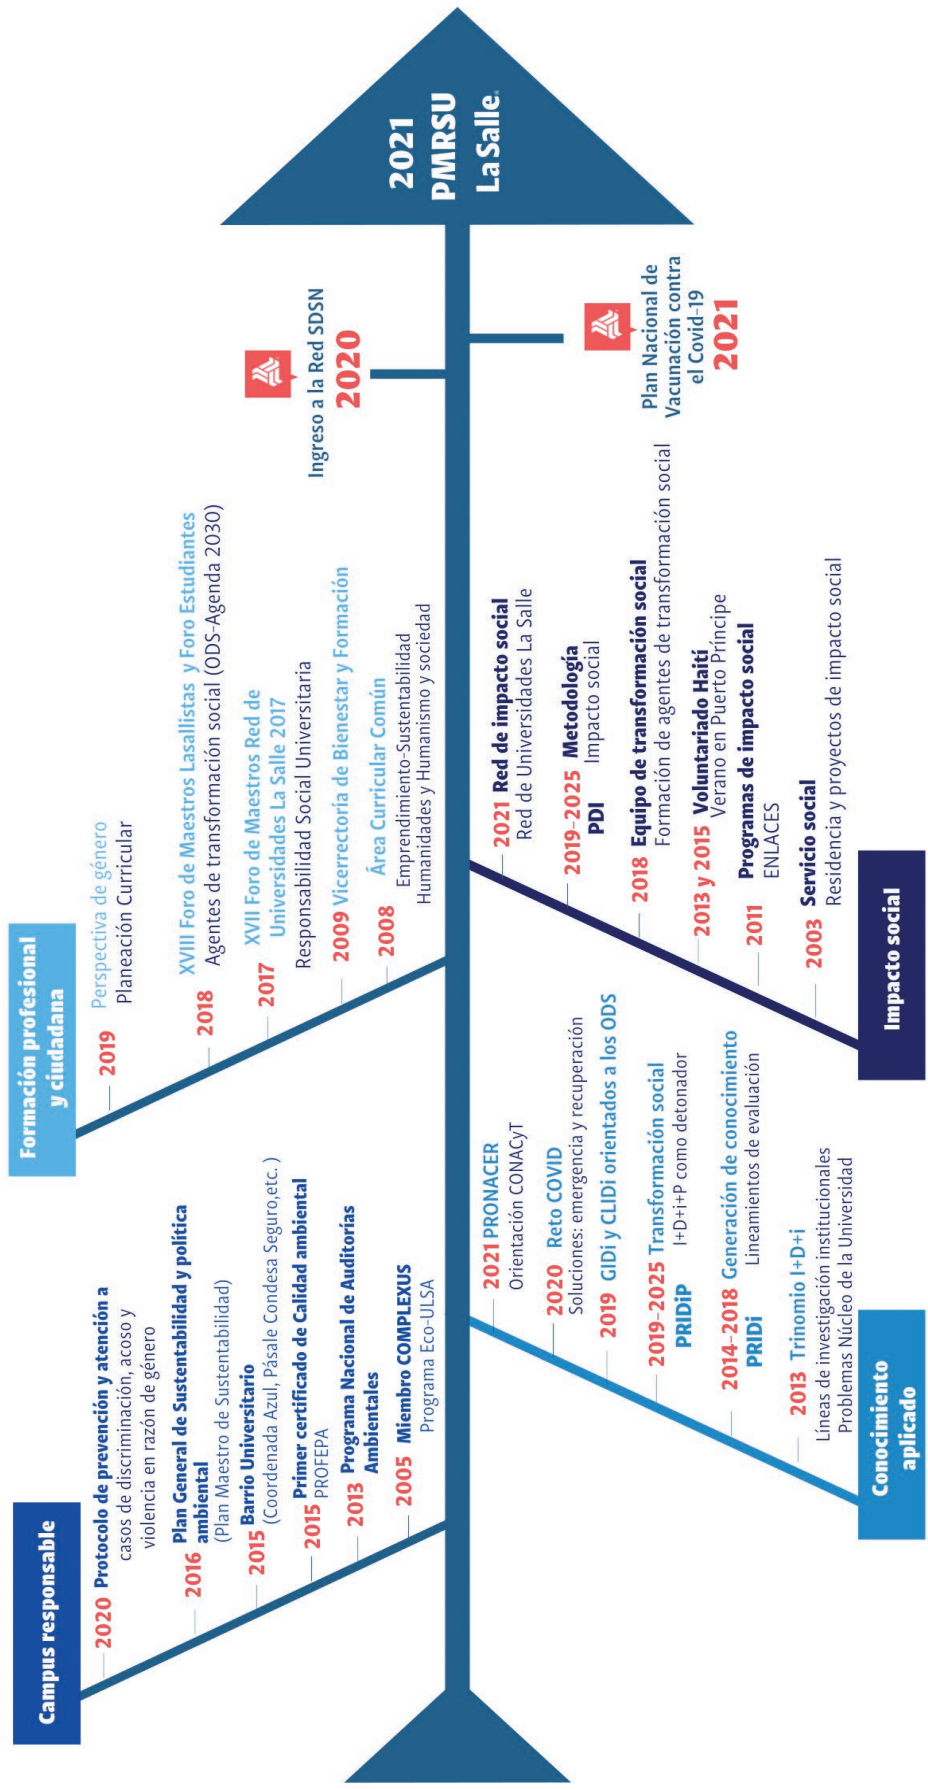 Campus responsable
2020 Protocolo de prevención y atención a
casos de discriminación, acoso y
violencia en razón de género
2016 Plan General de Sustentabilidad y política
ambiental
(Plan Maestro de Sustentabilidad)
2015 Barrio Universitario
(Coordenada Azul, Pásale Condesa Seguro,etc. )
2015 Primer certificado de Calidad ambiental
PROFEPA
2013 Programa Nacional de Auditorías
Ambientales
2005 Miembro COMPLEXUS
Programa Eco-ULSA
Formación profesional
y ciudadana
2019 Perspectiva de género
Planeación Curricular
2018 XVIII Foro de Maestros Lasallistas y Foro Estudiantes
Agentes de transformación social (ODS-Agenda 2030)
2017 XVII Foro de Maestros Red de
Universidades La Salle 2017
Responsabilidad Social Universitaria
2009 Vicerrectoría de Bienestar y Formación
2008 Área Curricular Común
Emprendimiento-Sustentabilidad
Humanidades y Humanismo y sociedad
Ingreso a la Red SDSN
2020
2021
PMRSU
La Salle
Conocimiento
aplicado
2021 PRONACER
Orientación CONACyT
2020 Reto COVID
Soluciones: emergencia y recuperación
2019 GIDi y CLIDi orientados a los ODS
2019-2025 Transformación social
PRIDiP I+D+i+P como detonador
2014-2018 Generación de conocimiento
PRIDi Lineamientos de evaluación
2013 Trinomio I+D+i
Líneas de investigación institucionales
Problemas Núcleo de la Universidad
Impacto social
2021 Red de impacto social
Red de Universidades La Salle
2019-2025 Metodología
PDI Impacto social
2018 Equipo de transformación social
Formación de agentes de transformación social
2013 y 2015 Voluntariado Haití
Verano en Puerto Príncipe
2011 Programas de impacto social
ENLACES
2003 Servicio social
Residencia y proyectos de impacto social
Plan Nacional de
Vacunación contra
el Covid-19
2021